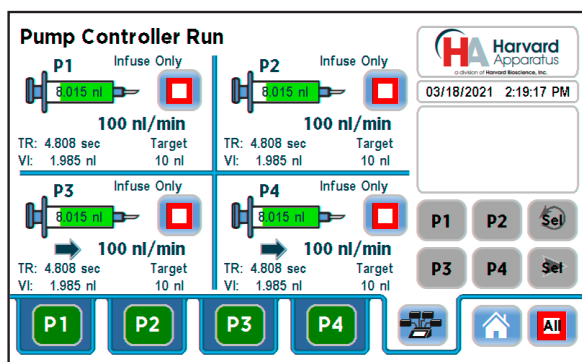 Pump Controller Run
P1
Infuse Only
8.015 nl
100 nl/min
TR: 4.808 sec
Target
VI: 1.985 nl
10 nl
P2
Infuse Only
8.015 nl
100 nl/min
TR: 4.808 sec
Target
VI: 1.985 nl
10 nl
P3
Infuse Only
8.015 nl
100 nl/min
TR: 4.808 sec
Target
VI: 1.985 nl
10 nl
P4
Infuse Only
8.015 nl
100 nl/min
TR: 4.808 sec
Target
VI: 1.985 nl
10 nl
HA Harvard
Apparatus
a division of Harvard Bioscience, Inc.
03/18/2021 2:19:17 PM
P1 P2 Sel
P3 P4 Sel
P1 P2 P3 P4
All